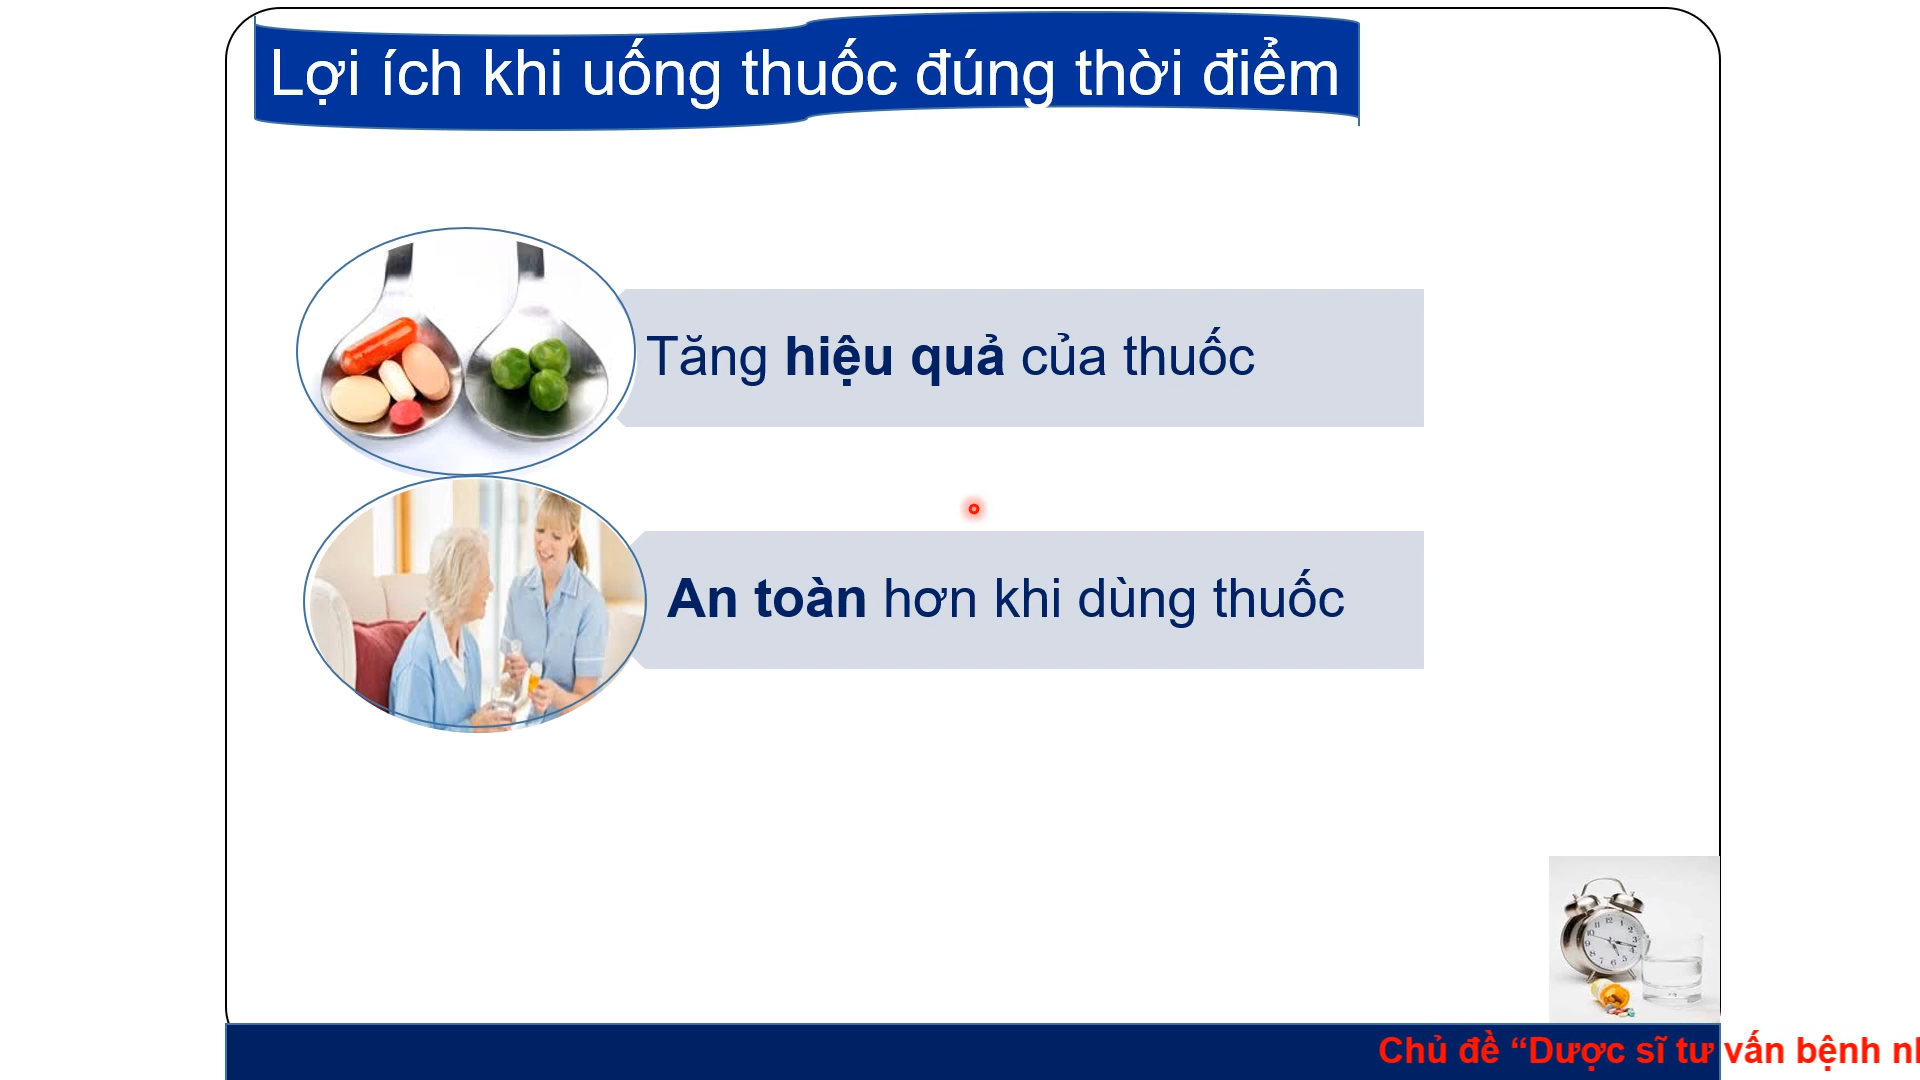 Lợi ích khi uống thuốc đúng thời điểm
Tăng hiệu quả của thuốc
An toàn hơn khi dùng thuốc
Chủ đề “Dược sĩ tư vấn bệnh